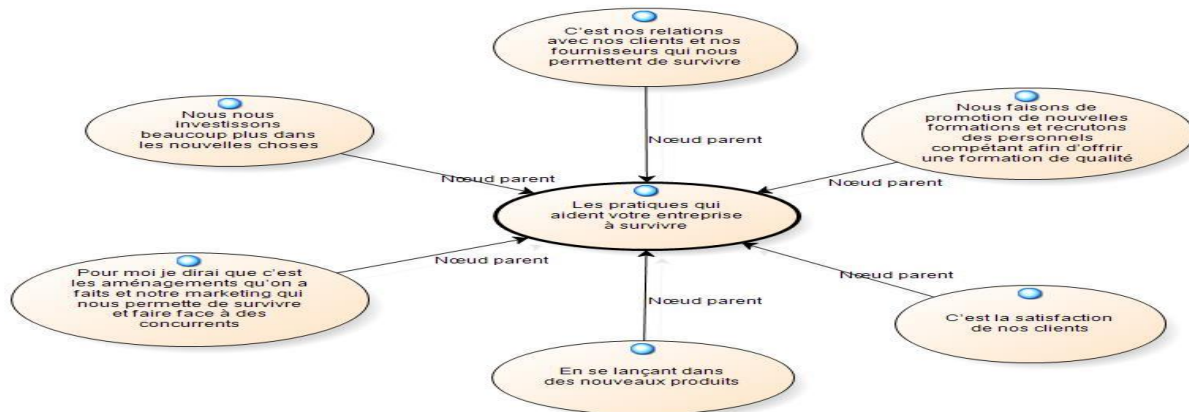 C'est nos relations
avec nos clients et nos
fournisseurs qui nous
permettent de survivre
Nous nous
investissons
beaucoup plus dans
les nouvelles choses
Nous faisons de
promotion de nouvelles
formations et recrutons
des personnels
compétant afin d'offrir
une formation de qualité
Nœud parent
Nœud parent
Nœud parent
Les pratiques qui
aident votre entreprise
à survivre
Pour moi je dirai que c'est
les aménagements qu'on a
faits et notre marketing qui
nous permette de survivre
et faire face à des
concurrents
Nœud parent
Nœud parent
Nœud parent
C'est la satisfaction
de nos clients
En se lançant dans
des nouveaux produits